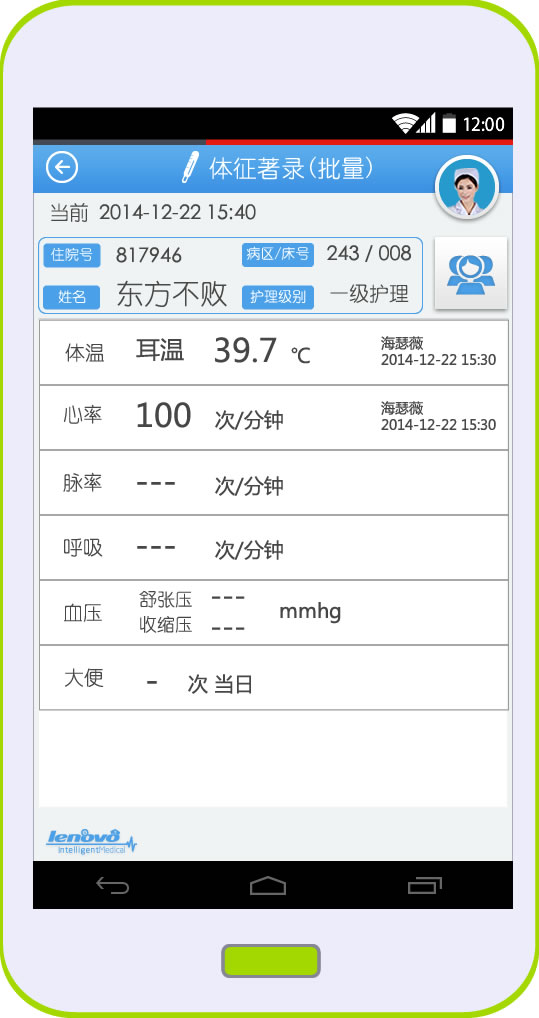 12:00
体征著录(批量)
当前 2014-12-22 15:40
住院号 817946 病区/床号 243 / 008
姓名 东方不败 护理级别 一级护理
体温 耳温 39.7 ℃ 海瑟薇
2014-12-22 15:30
心率 100 次/分钟 海瑟薇
2014-12-22 15:30
脉率 --- 次/分钟
呼吸 --- 次/分钟
血压 舒张压 --- mmhg
收缩压 ---
大便 - 次 当日
lenovo
intelligentMedical